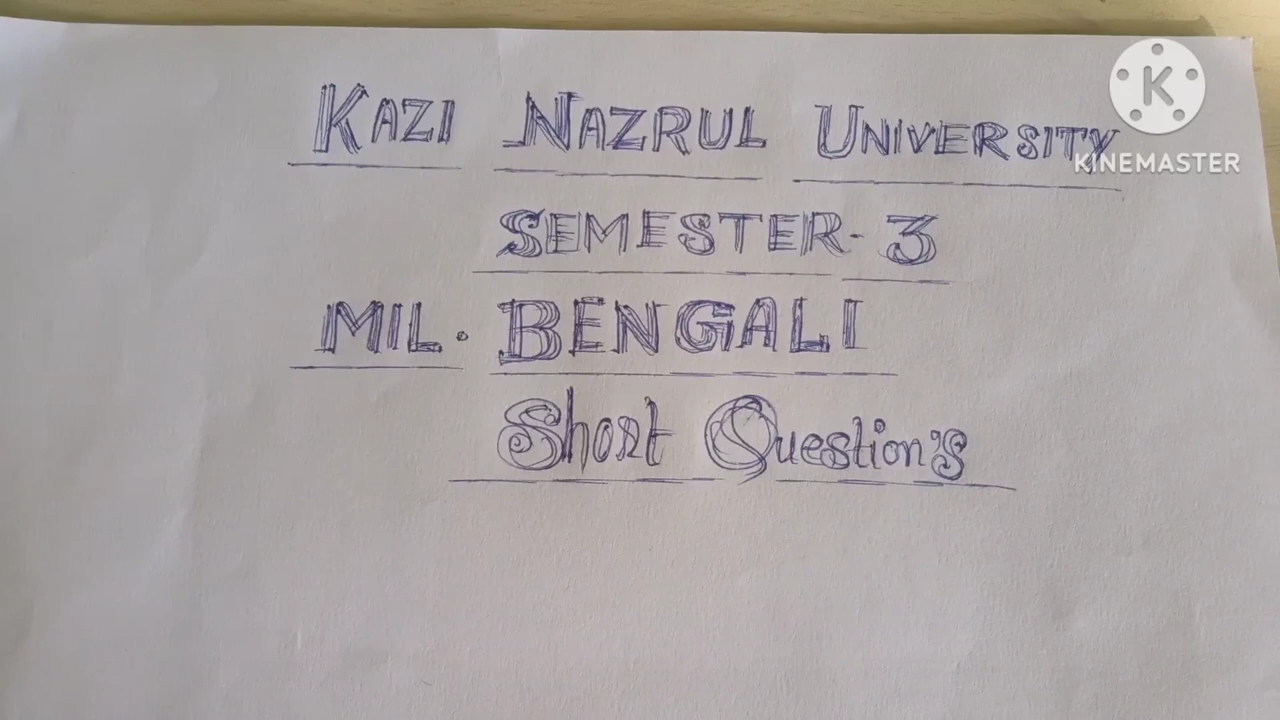 KAZI NAZRUL UNIVERSITY
SEMESTER-3
MIL. BENGALI
Short Question's
K
KINEMASTER